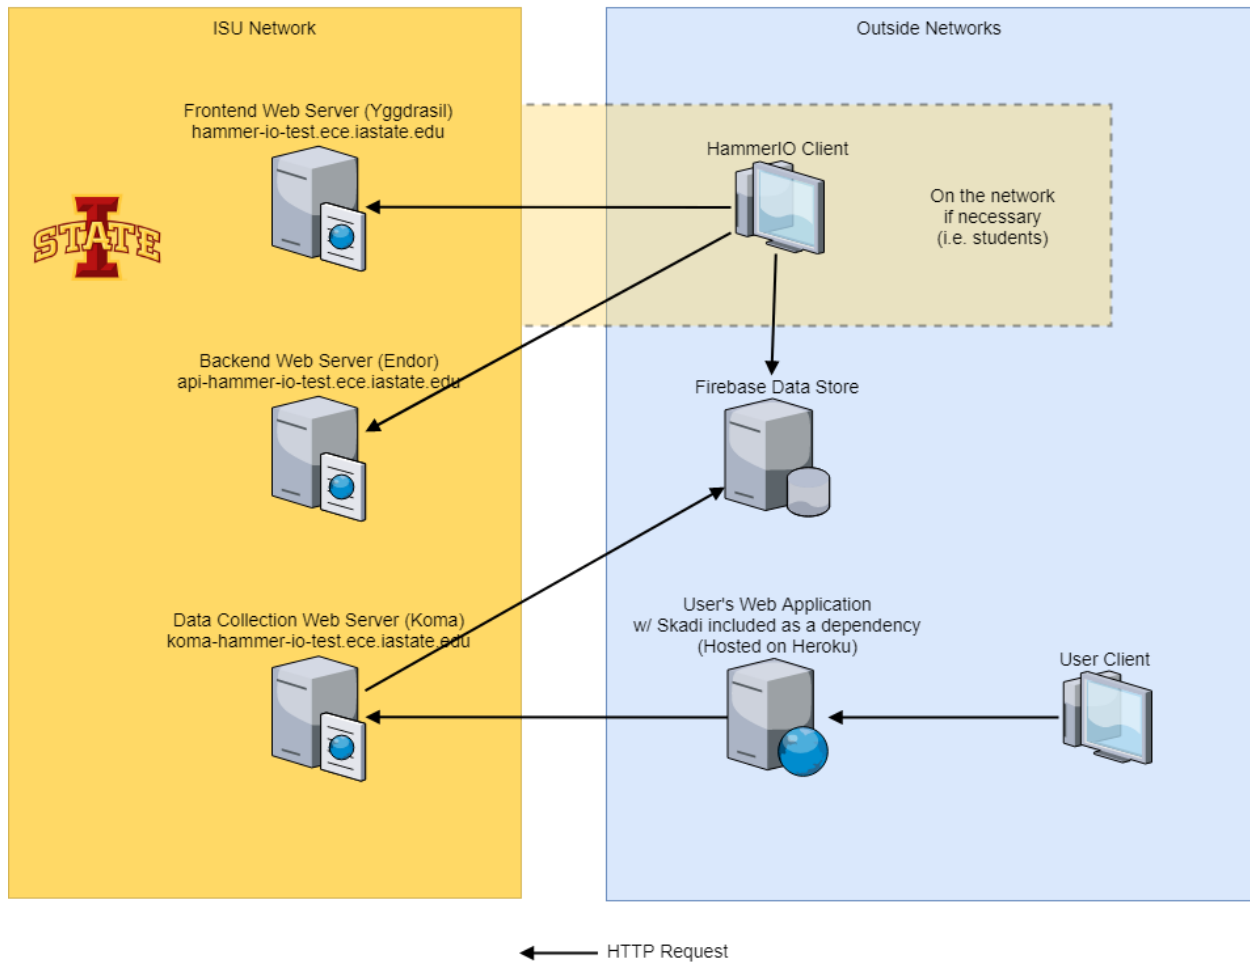 ISU Network
Outside Networks
Frontend Web Server (Yggdrasil)
hammer-io-test.ece.iastate.edu
HammerIO Client
On the network
if necessary
(i.e. students)
STATE
Backend Web Server (Endor)
api-hammer-io-test.ece.iastate.edu
Firebase Data Store
Data Collection Web Server (Koma)
koma-hammer-io-test.ece.iastate.edu
User's Web Application
w/ Skadi included as a dependency
(Hosted on Heroku)
User Client
HTTP Request